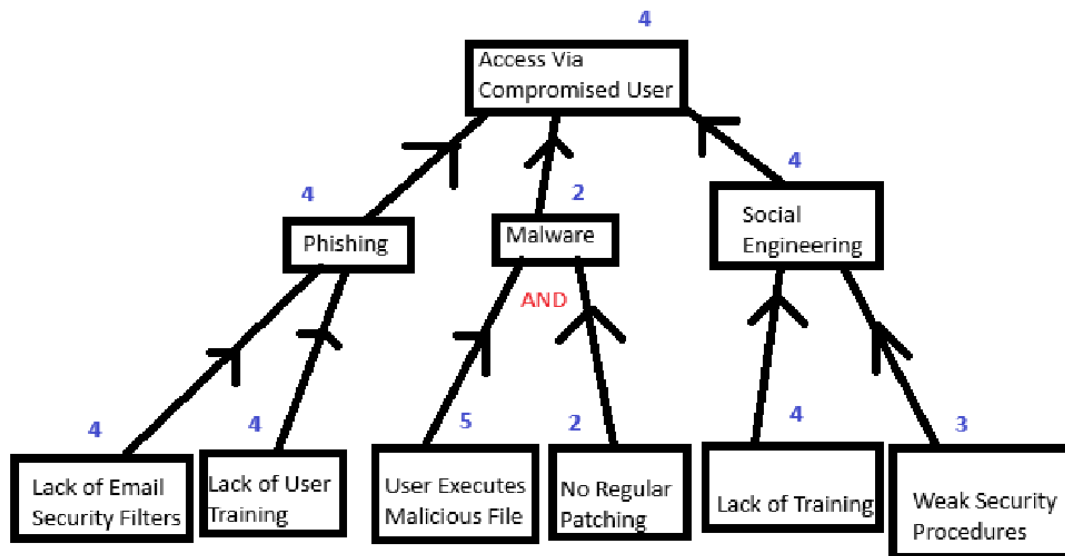 4
Access Via
Compromised User
4
2
4
Phishing
Malware
Social
Engineering
AND
4
4
5
2
4
3
Lack of Email
Security Filters
Lack of User
Training
User Executes
Malicious File
No Regular
Patching
Lack of Training
Weak Security
Procedures